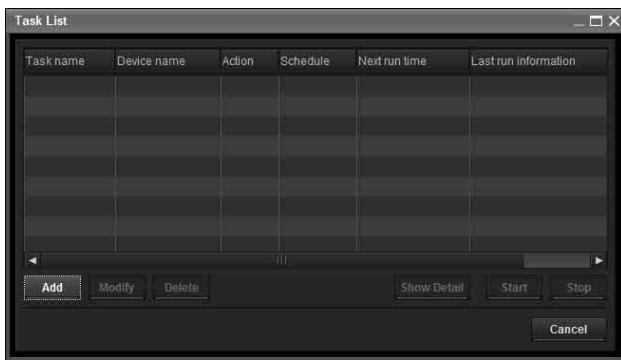 Task List
Task name Device name Action Schedule Next run time Last run information
Add Modify Delete Show Detail Start Stop
Cancel